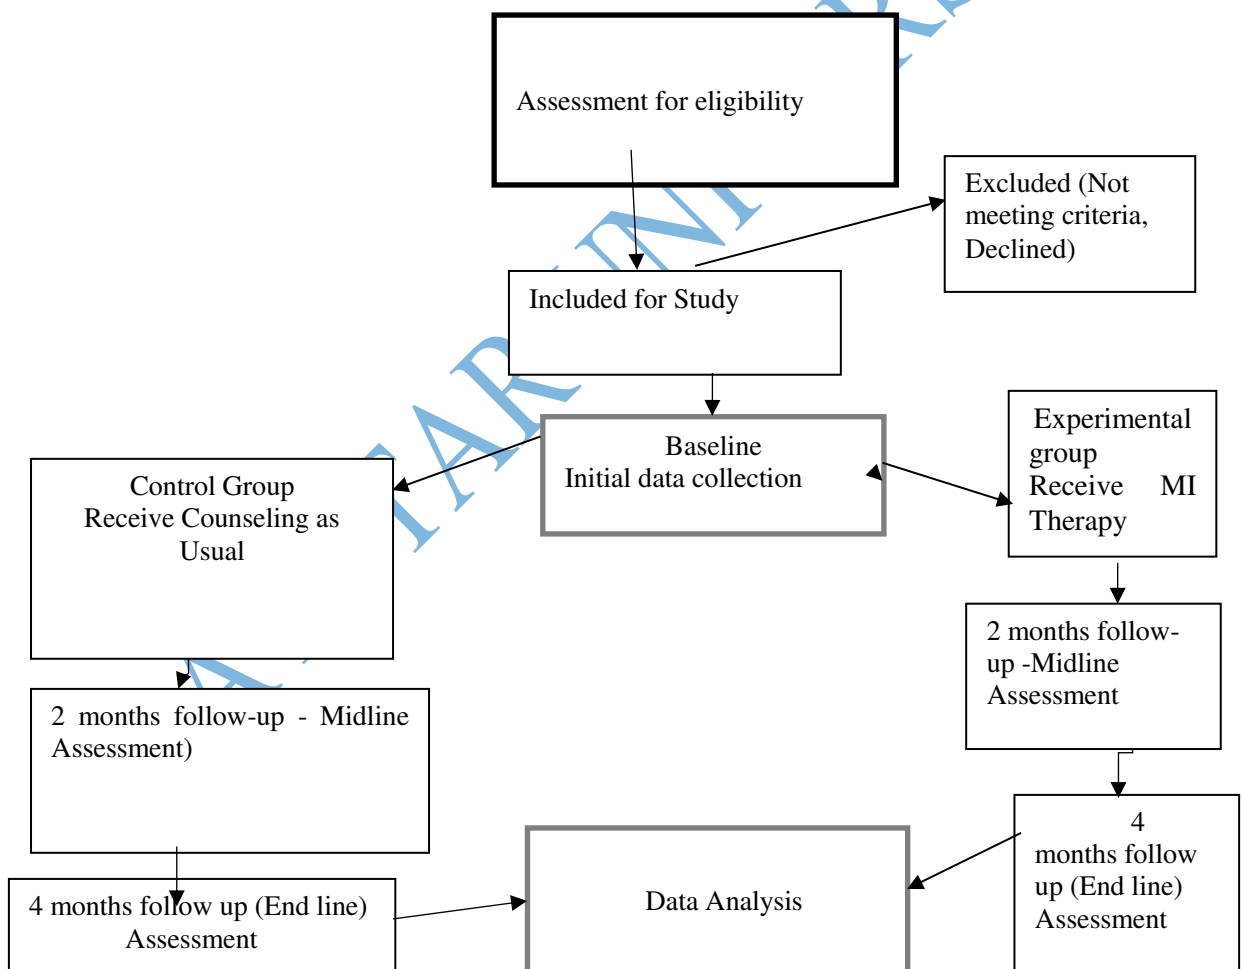 Assessment for eligibility
Excluded (Not
meeting criteria,
Declined)
Included for Study
Baseline
Initial data collection
Experimental
group
Receive MI
Therapy
Control Group
Receive Counseling as
Usual
2 months follow-
up -Midline
Assessment
2 months follow-up - Midline
Assessment)
4
months follow
up (End line)
Assessment
4 months follow up (End line)
Assessment
Data Analysis